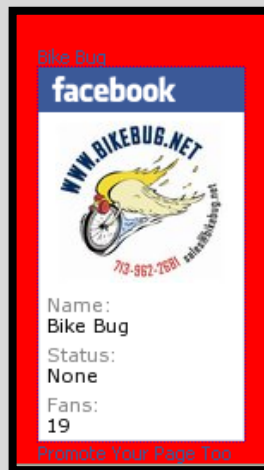 Bike Bug
facebook
WWW.BIKEBUG.NET
713-962-2681 sales@bikebug.net
Name:
Bike Bug
Status:
None
Fans:
19
Promote Your Page Too